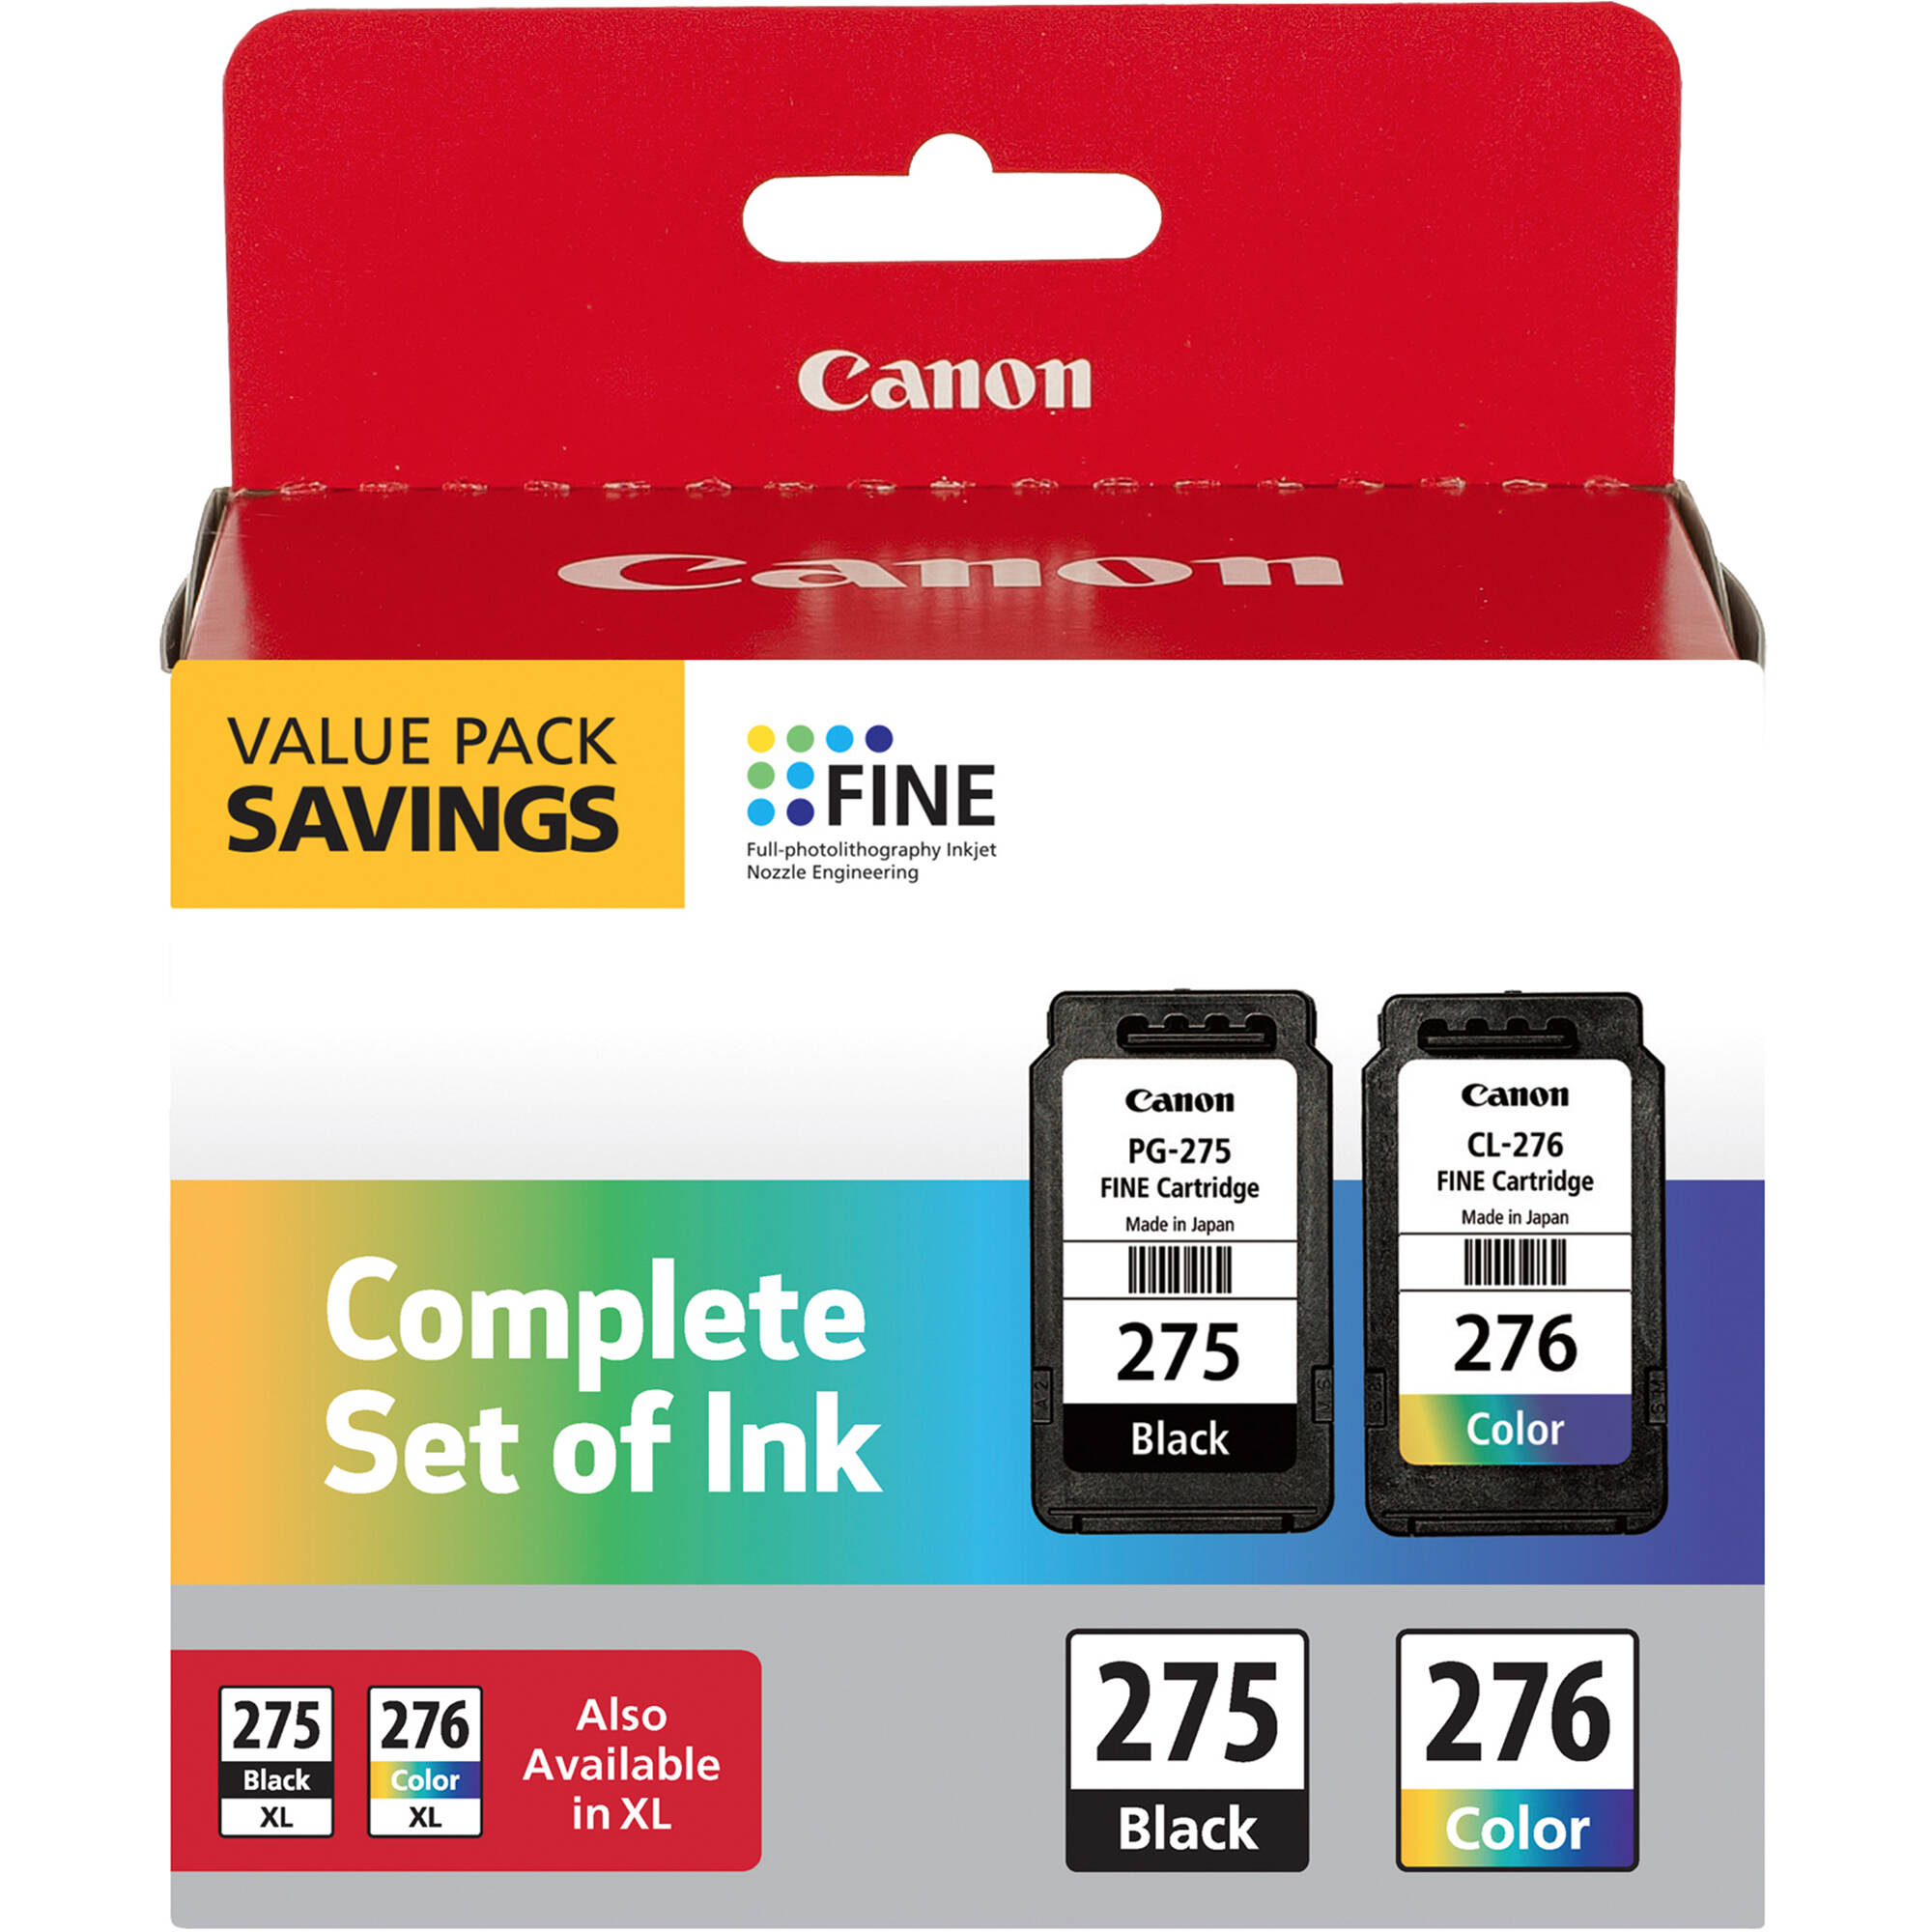 Canon
Canon
VALUE PACK
SAVINGS
FINE
Full-photolithography Inkjet
Nozzle Engineering
Canon
PG-275
FINE Cartridge
Made in Japan
275
Black
Canon
CL-276
FINE Cartridge
Made in Japan
276
Color
Complete
Set of Ink
275
Black
XL
276
Color
XL
Also
Available
in XL
275
Black
276
Color